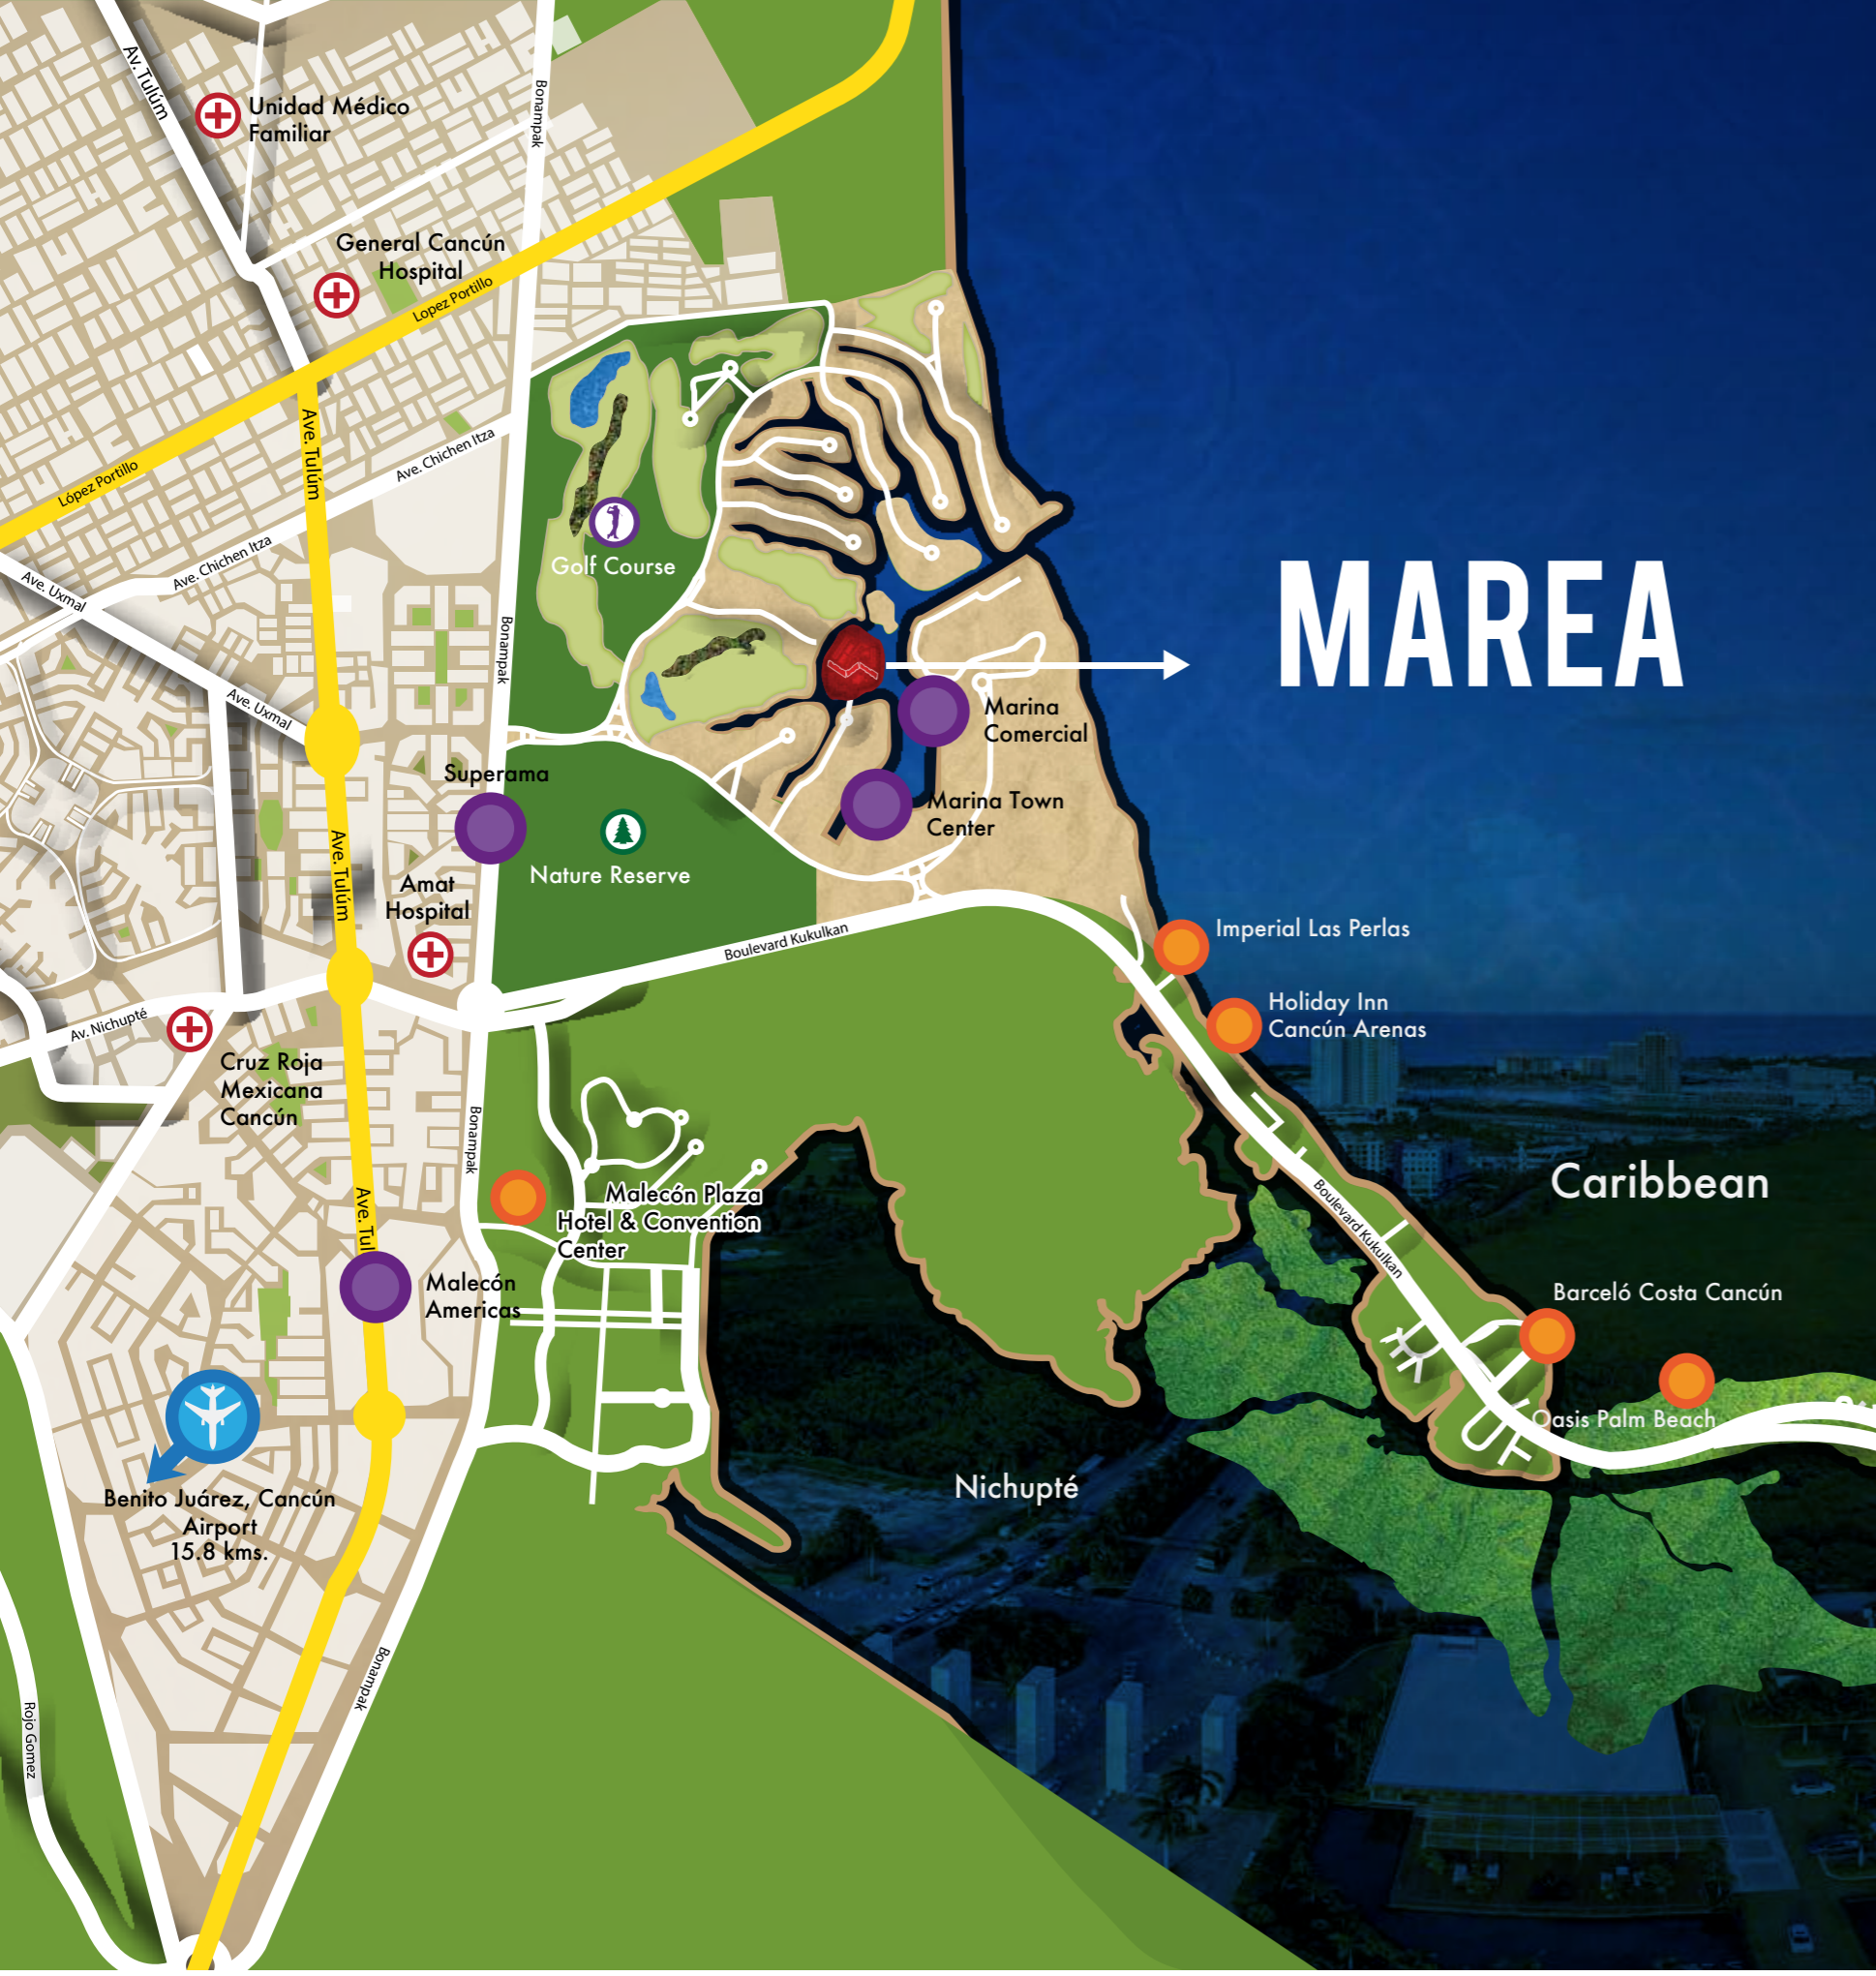 Av. Tulúm
Unidad Médico
Familiar
Bonampak
General Cancún
Hospital
Lopez Portillo
López Portillo
Ave. Tulúm
Ave. Chichen Itza
Ave. Chichen Itza
Golf Course
Ave. Uxmal
Ave. Uxmal
Bonampak
MAREA
Marina
Comercial
Superama
Marina Town
Center
Ave. Tulúm
Nature Reserve
Amat
Hospital
Boulevard Kukulkan
Imperial Las Perlas
Holiday Inn
Cancún Arenas
Av. Nichupté
Cruz Roja
Mexicana
Cancún
Bonampak
Caribbean
Malecón Plaza
Hotel & Convention
Center
Ave. Tul
Boulevard Kukulkan
Malecón
Americas
Barceló Costa Cancún
Oasis Palm Beach
Nichupté
Benito Juárez, Cancún
Airport
15.8 kms.
Bonampak
Rojo Gomez